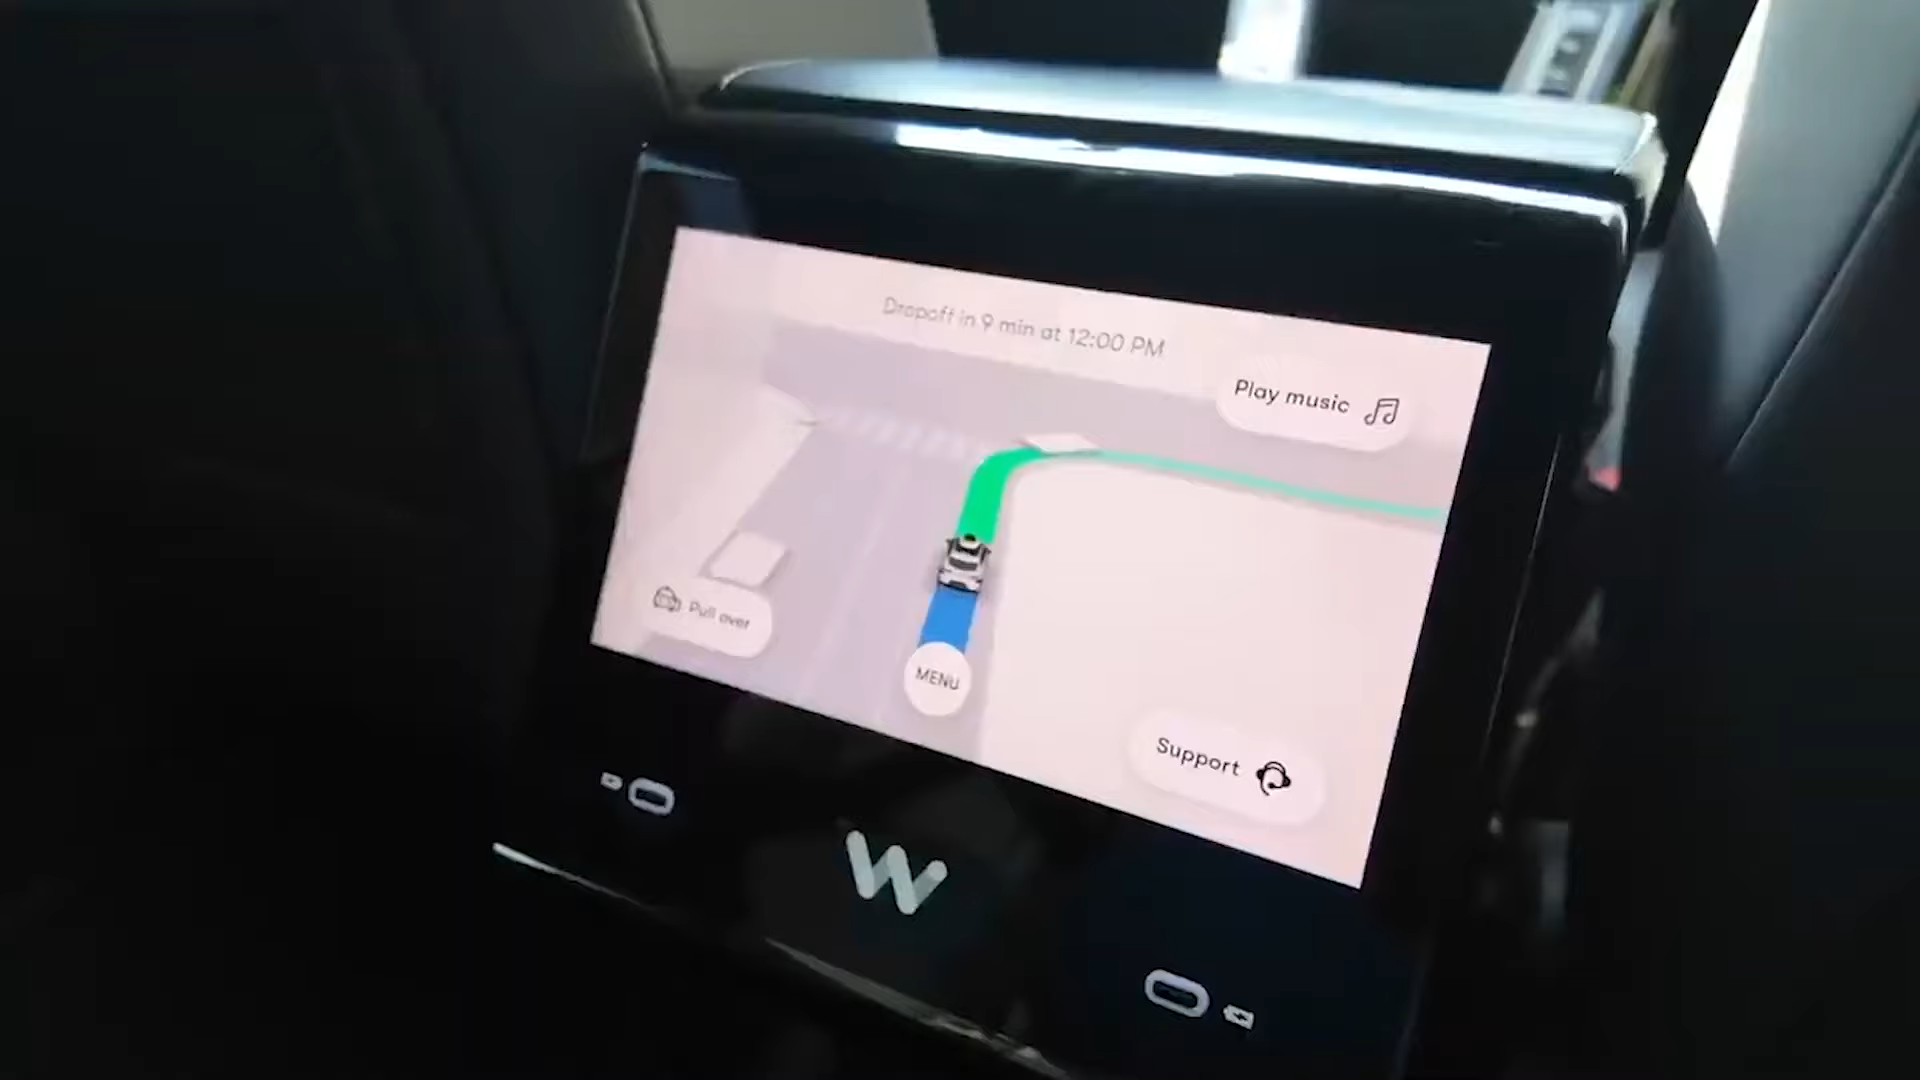 Dropoff in 9 min at 12:00 PM
Play music
Pull over
MENU
Support
W